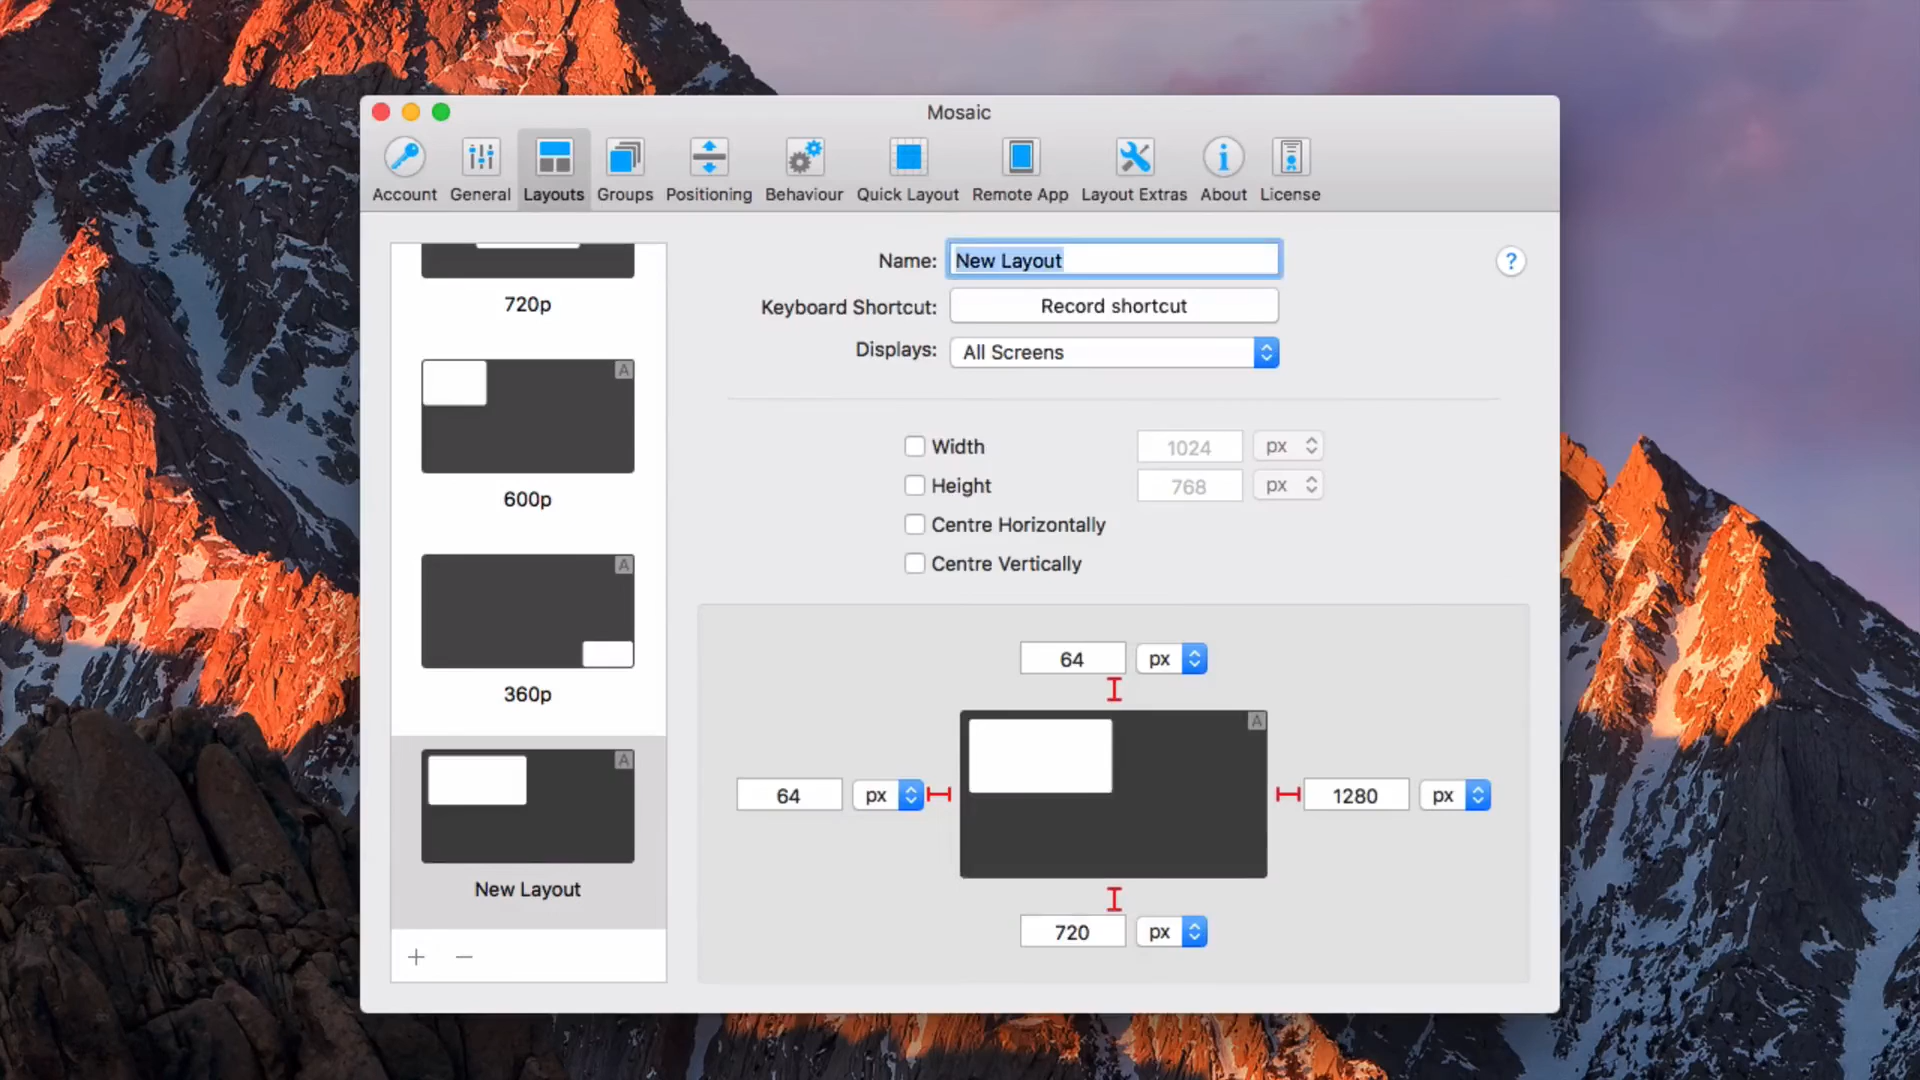 Mosaic
Account General Layouts Groups Positioning Behaviour Quick Layout Remote App Layout Extras About License
720p
A
600p
A
360p
A
New Layout
+ −
Name: New Layout ?
Keyboard Shortcut: Record shortcut
Displays: All Screens
Width 1024 px
Height 768 px
Centre Horizontally
Centre Vertically
64 px
A
64 px 1280 px
720 px